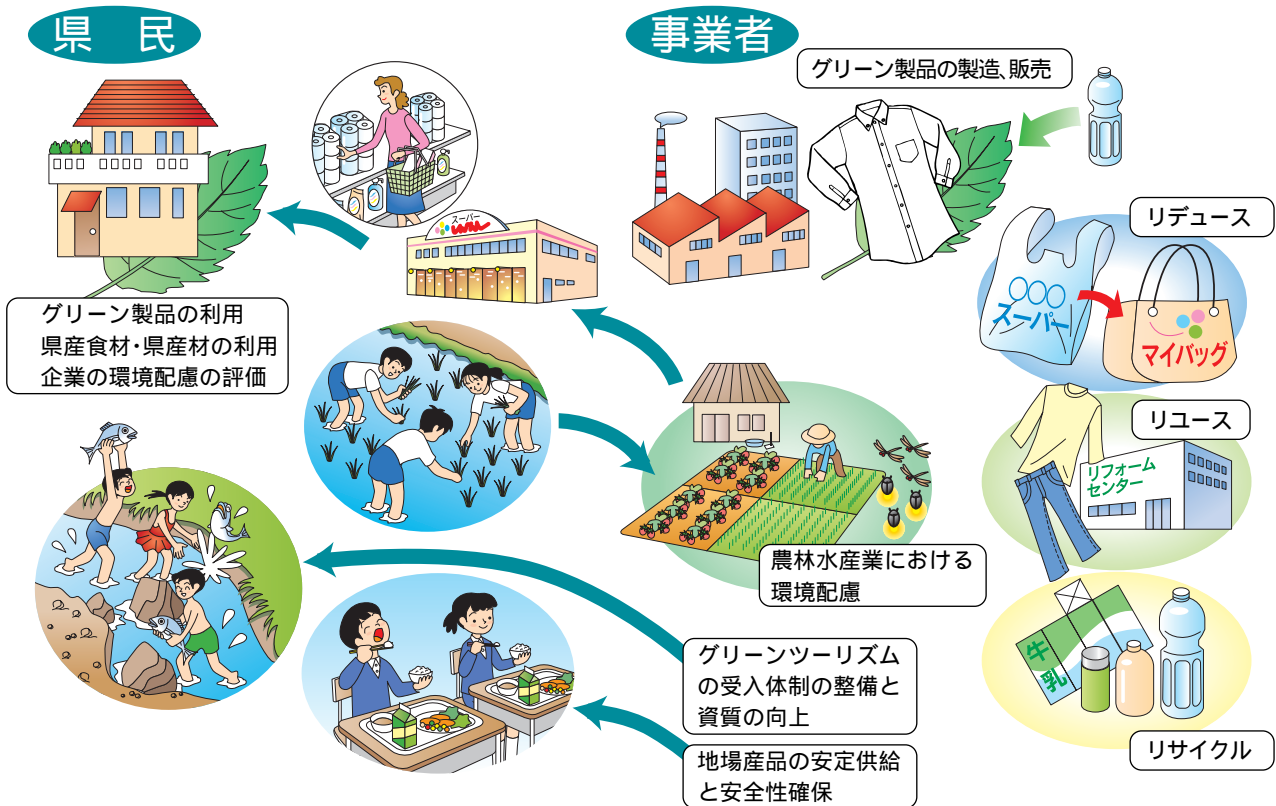 県 民
事業者
グリーン製品の製造、販売
スーパー
リデュース
○○○
スーパー
マイバッグ
グリーン製品の利用
県産食材・県産材の利用
企業の環境配慮の評価
リユース
リフォーム
センター
農林水産業における
環境配慮
グリーンツーリズム
の受入体制の整備と
資質の向上
牛
乳
リサイクル
地場産品の安定供給
と安全性確保